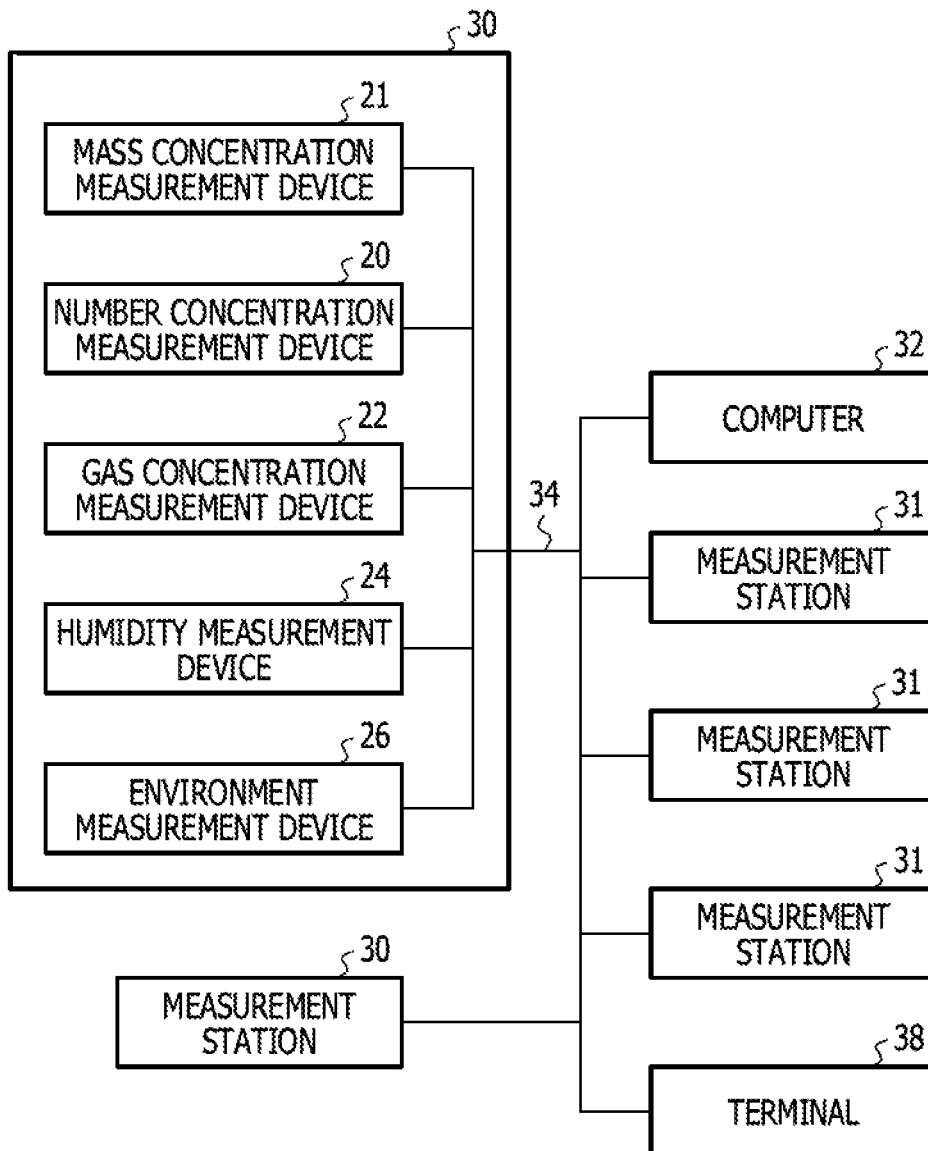 30
21
MASS CONCENTRATION
MEASUREMENT DEVICE
20
NUMBER CONCENTRATION
MEASUREMENT DEVICE
22
GAS CONCENTRATION
MEASUREMENT DEVICE
24
HUMIDITY MEASUREMENT
DEVICE
26
ENVIRONMENT
MEASUREMENT DEVICE
30
MEASUREMENT
STATION
34
32
COMPUTER
31
MEASUREMENT
STATION
31
MEASUREMENT
STATION
31
MEASUREMENT
STATION
38
TERMINAL